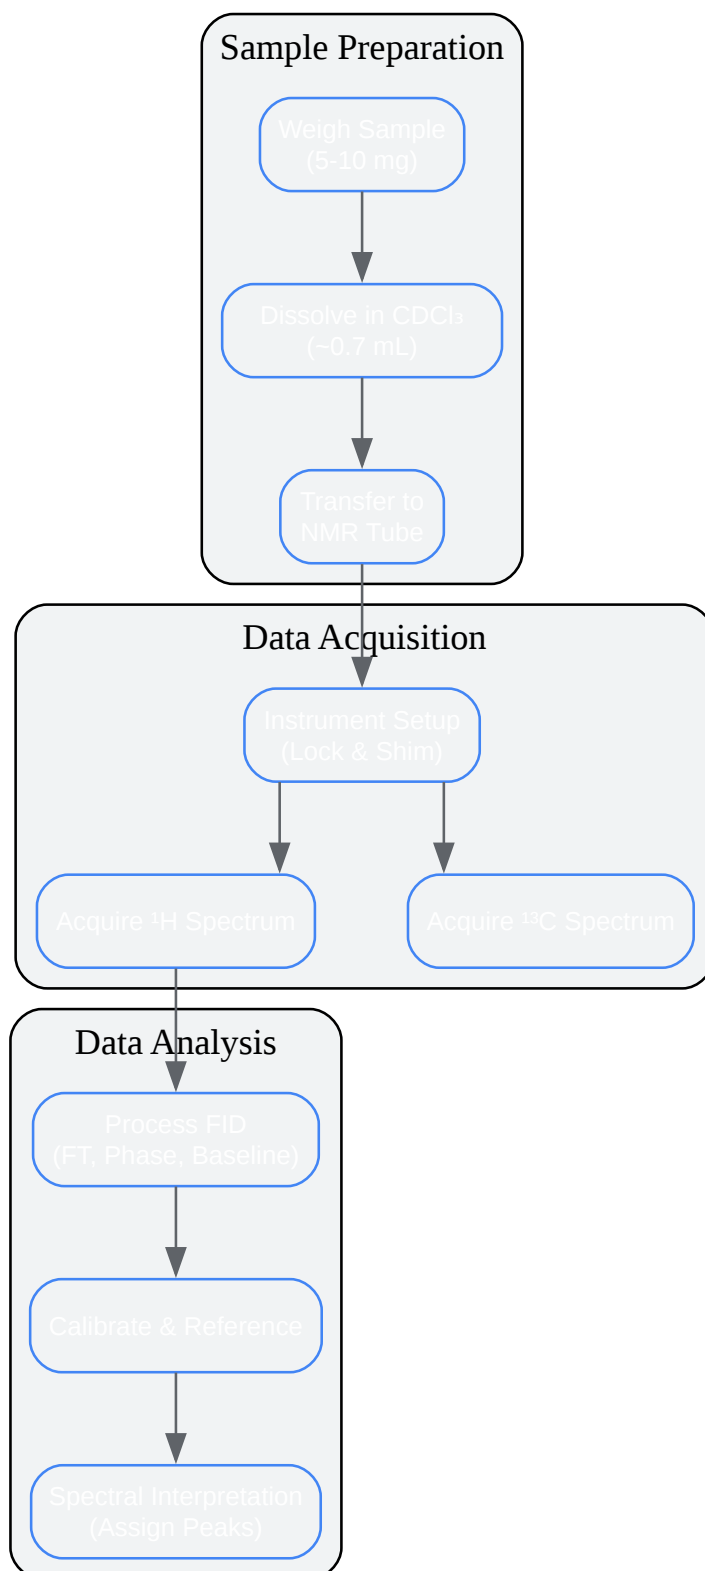 Sample Preparation
Weigh Sample
(5-10 mg)
Dissolve in CDCl₃
(~0.7 mL)
Transfer to
NMR Tube
Data Acquisition
Instrument Setup
(Lock & Shim)
Acquire ¹H Spectrum
Acquire ¹³C Spectrum
Data Analysis
Process FID
(FT, Phase, Baseline)
Calibrate & Reference
Spectral Interpretation
(Assign Peaks)